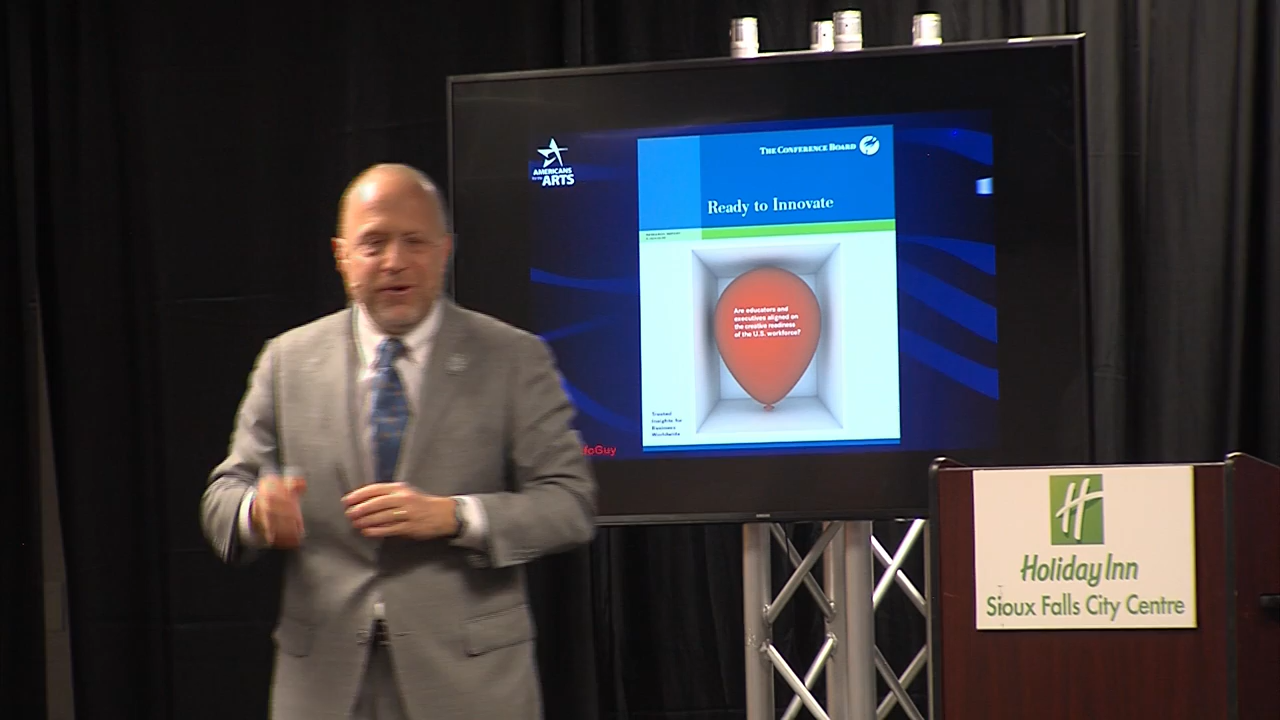 AMERICANS
for the
ARTS
THE CONFERENCE BOARD
Ready to Innovate
Are educators and
executives aligned on
the creative readiness
of the U.S. workforce?
Trusted
Insights for
Business
Worldwide
foGuy
H
Holiday Inn
Sioux Falls City Centre